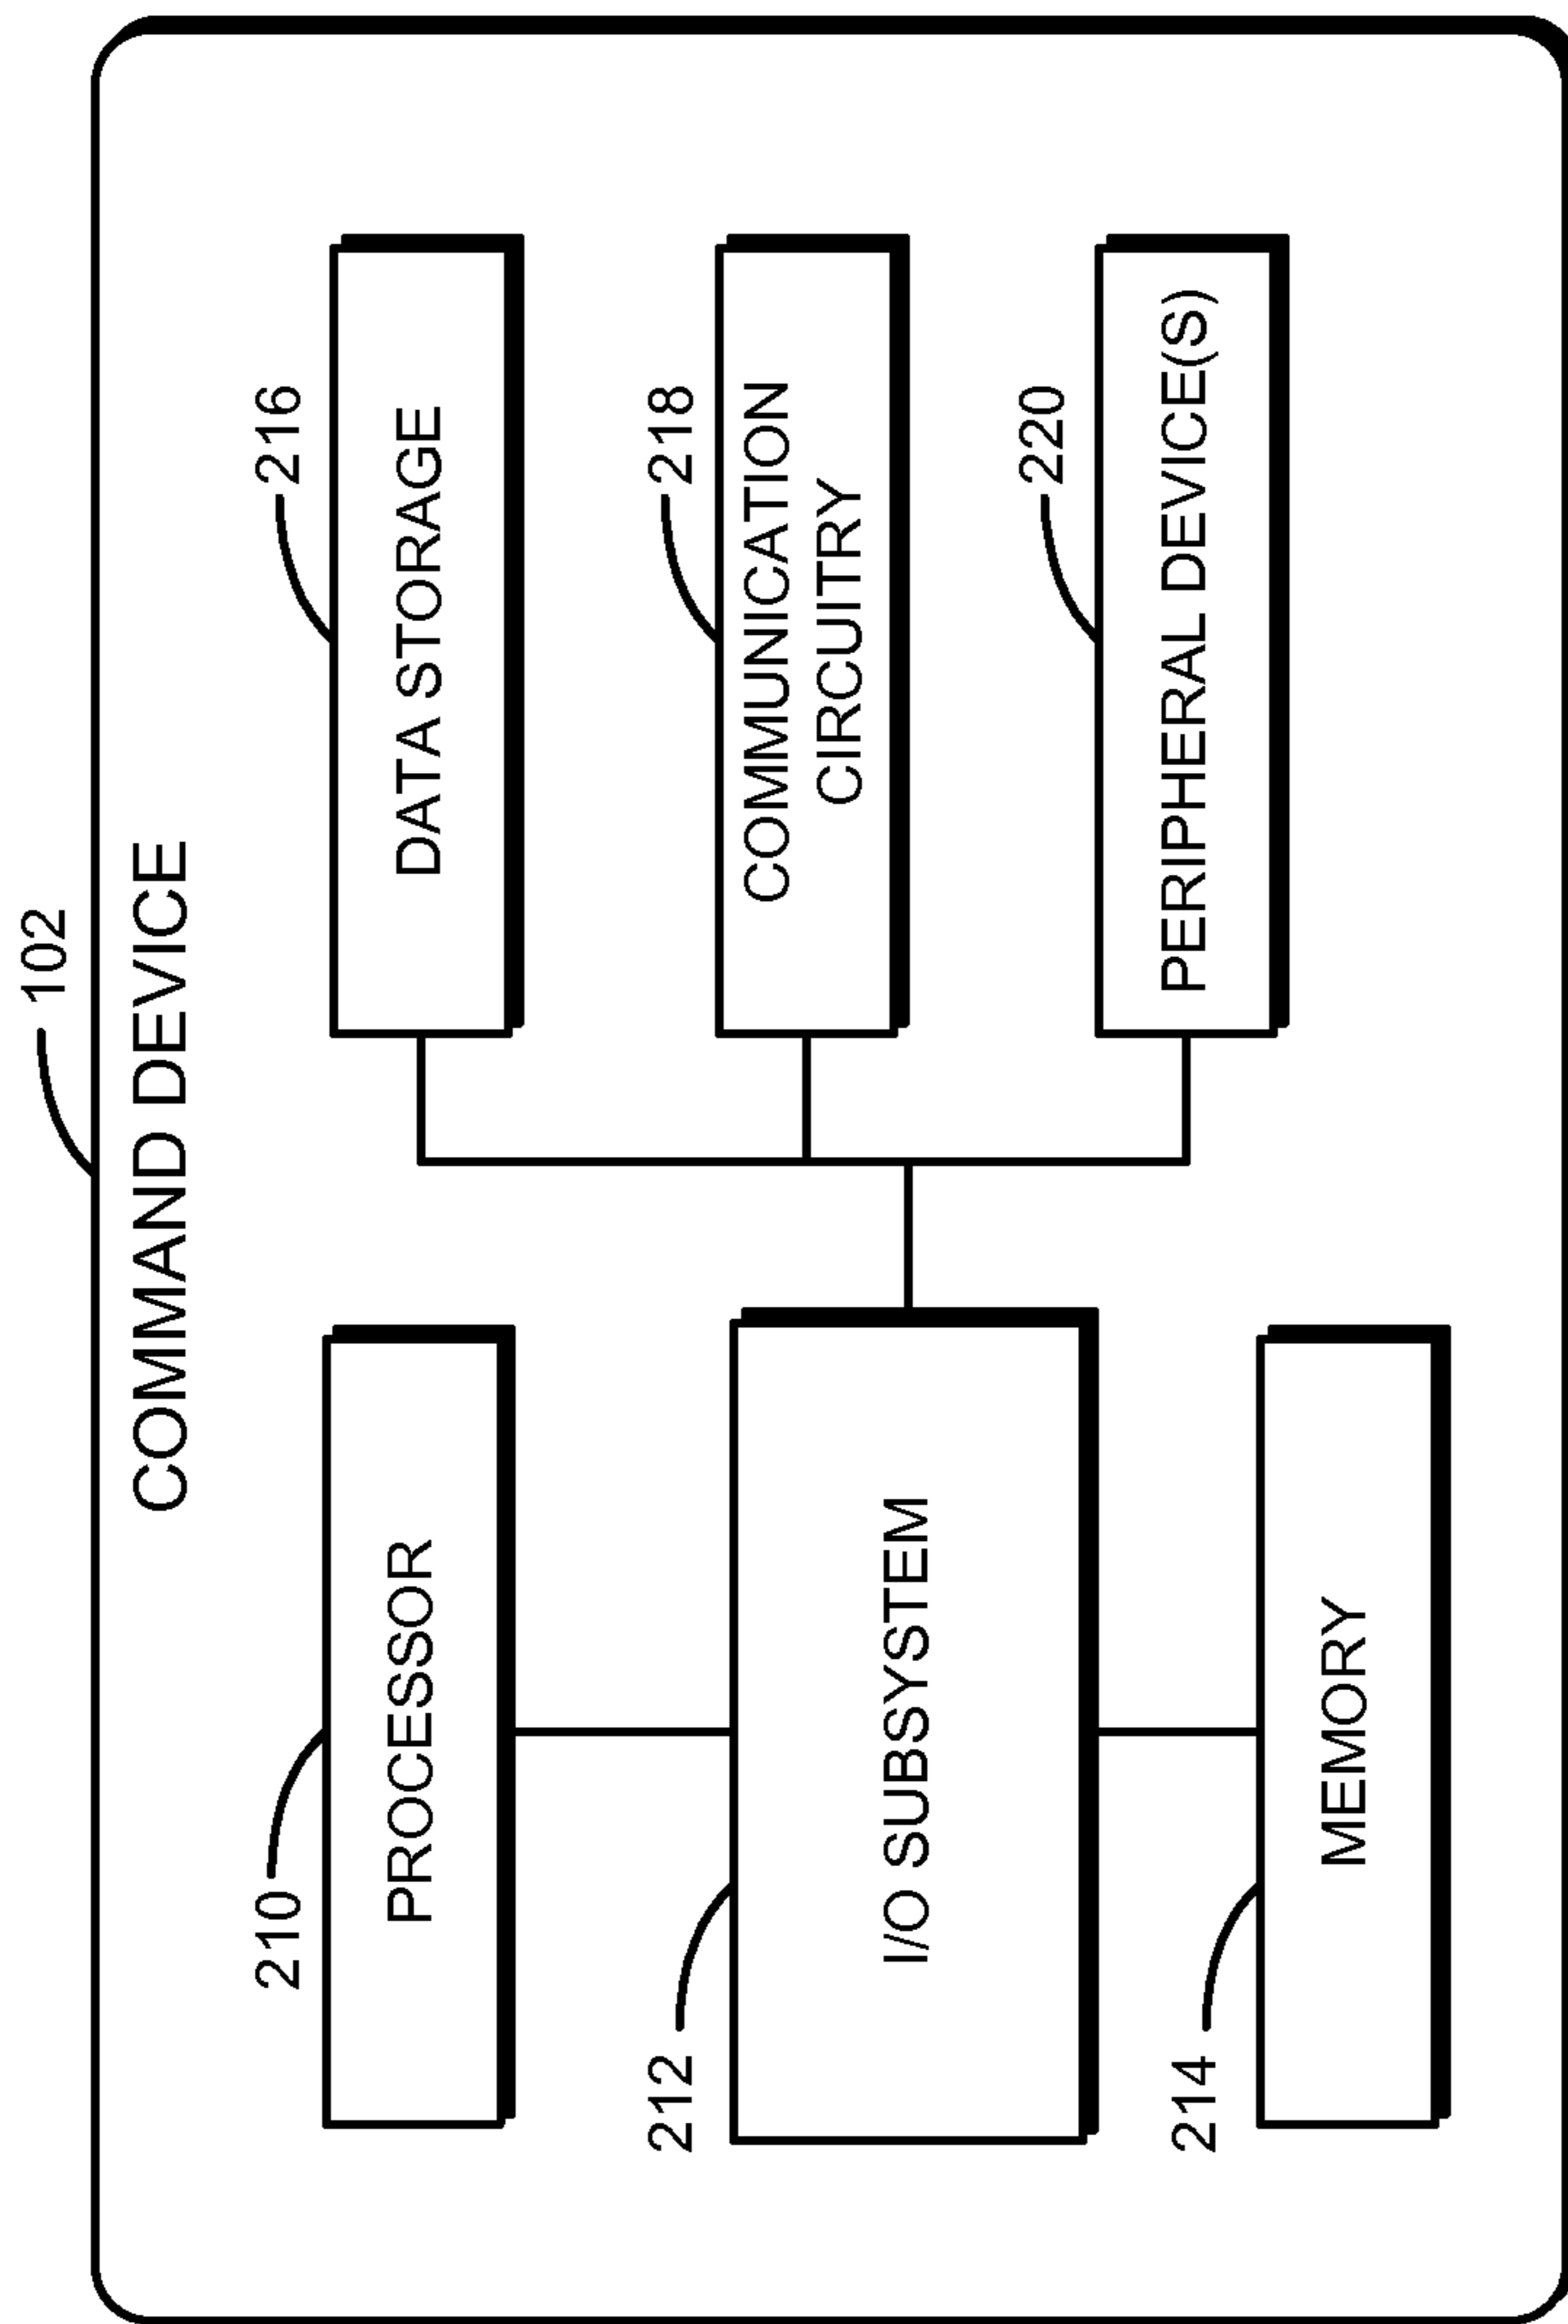 102
COMMAND DEVICE
210
PROCESSOR
212
I/O SUBSYSTEM
214
MEMORY
216
DATA STORAGE
218
COMMUNICATION
CIRCUITRY
220
PERIPHERAL DEVICE(S)